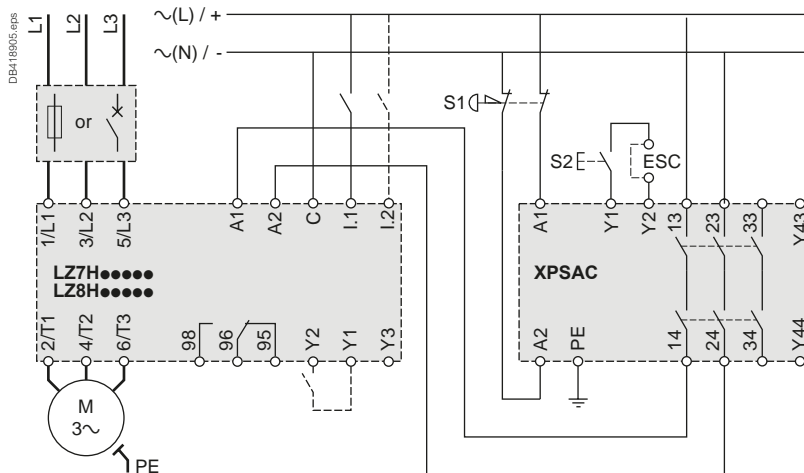 DB418905.eps
L1 L2 L3
∿(L) / +
∿(N) / -
or
S1
S2
ESC
1/L1 3/L2 5/L3 A1 A2 C I.1 I.2
A1 Y1 Y2 13 23 33 Y43
LZ7H●●●●●
LZ8H●●●●●
XPSAC
2/T1 4/T2 6/T3 98 96 95 Y2 Y1 Y3
A2 PE 14 24 34 Y44
M
3∿
PE